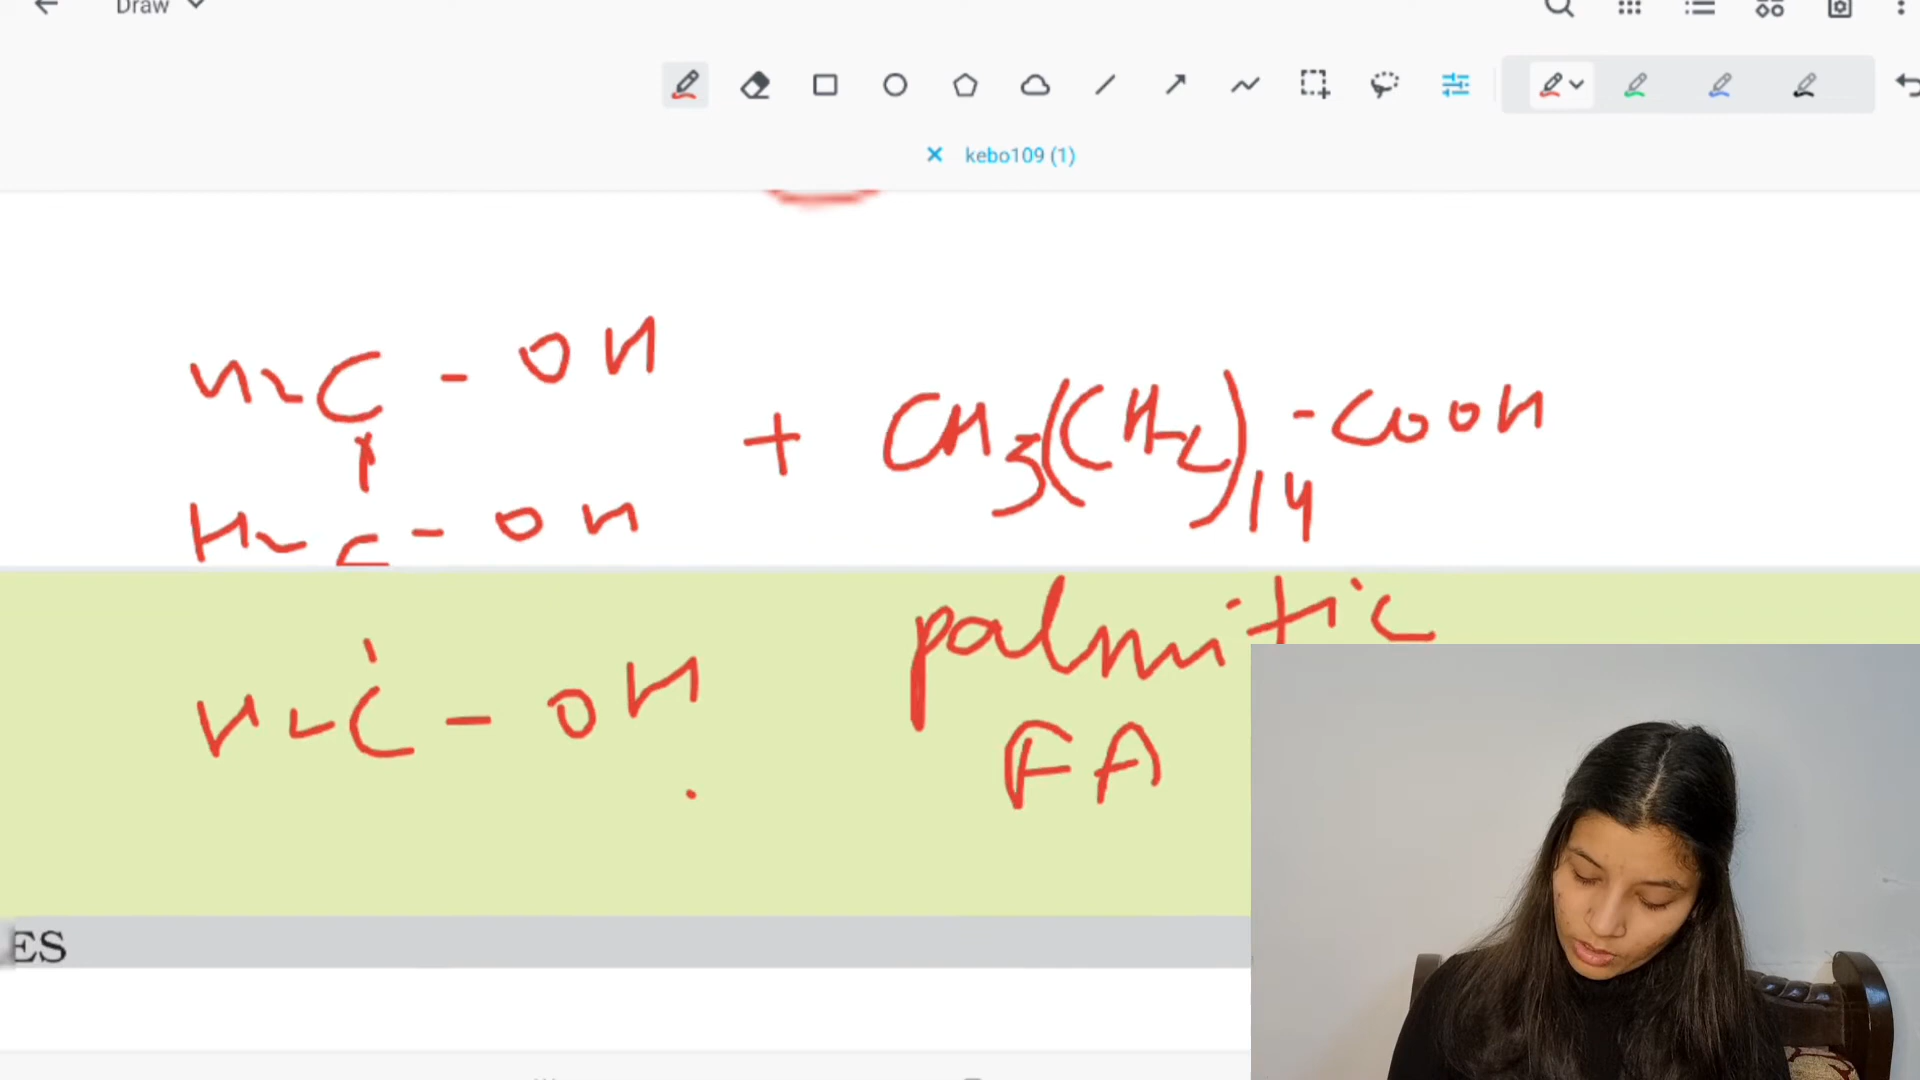 Draw
kebo109 (1)
H2C - OH
+ CH3(CH2)14 - COOH
H2C - OH
palmitic
H2C - OH
FA
ES